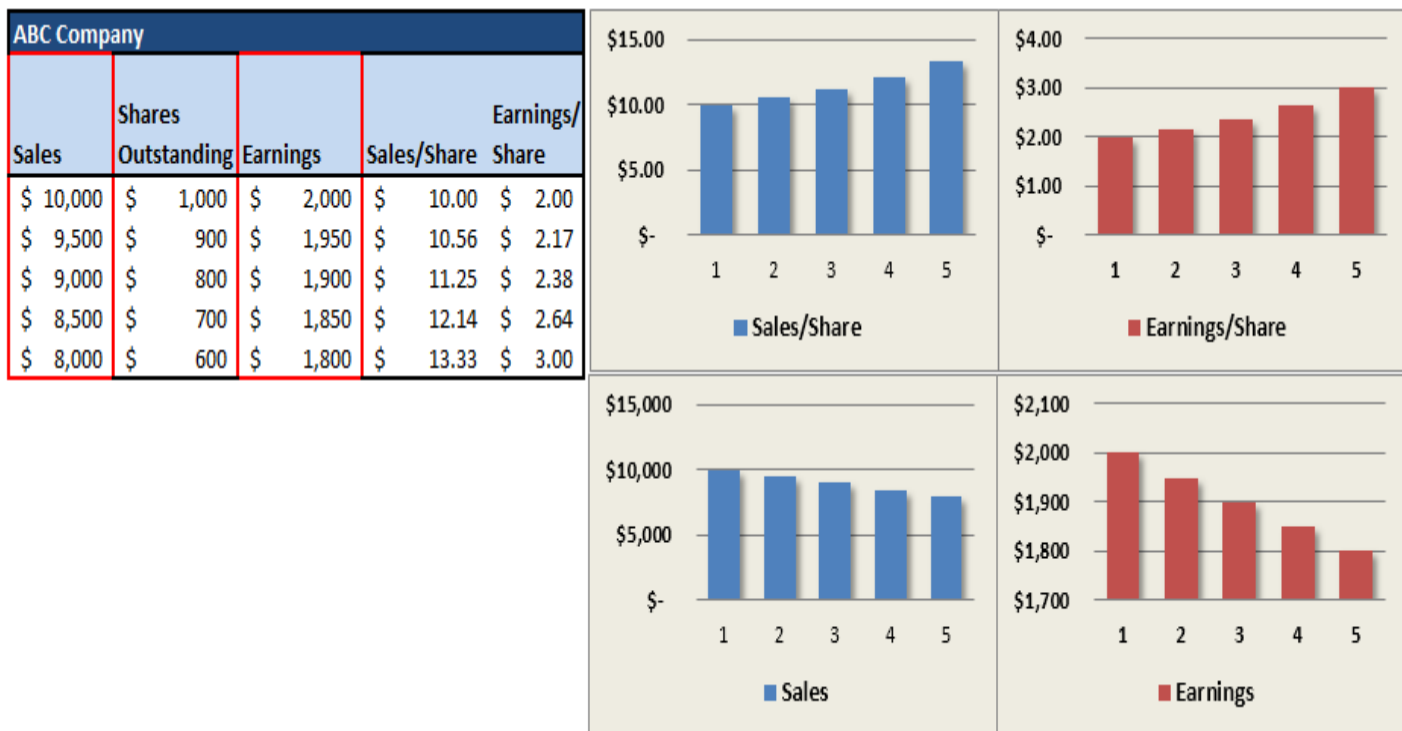 ABC Company
Shares Earnings/
Sales Outstanding Earnings Sales/Share Share
$ 10,000 $ 1,000 $ 2,000 $ 10.00 $ 2.00
$ 9,500 $ 900 $ 1,950 $ 10.56 $ 2.17
$ 9,000 $ 800 $ 1,900 $ 11.25 $ 2.38
$ 8,500 $ 700 $ 1,850 $ 12.14 $ 2.64
$ 8,000 $ 600 $ 1,800 $ 13.33 $ 3.00
$15.00
$10.00
$5.00
$-
1 2 3 4 5
Sales/Share
$4.00
$3.00
$2.00
$1.00
$-
1 2 3 4 5
Earnings/Share
$15,000
$10,000
$5,000
$-
1 2 3 4 5
Sales
$2,100
$2,000
$1,900
$1,800
$1,700
1 2 3 4 5
Earnings